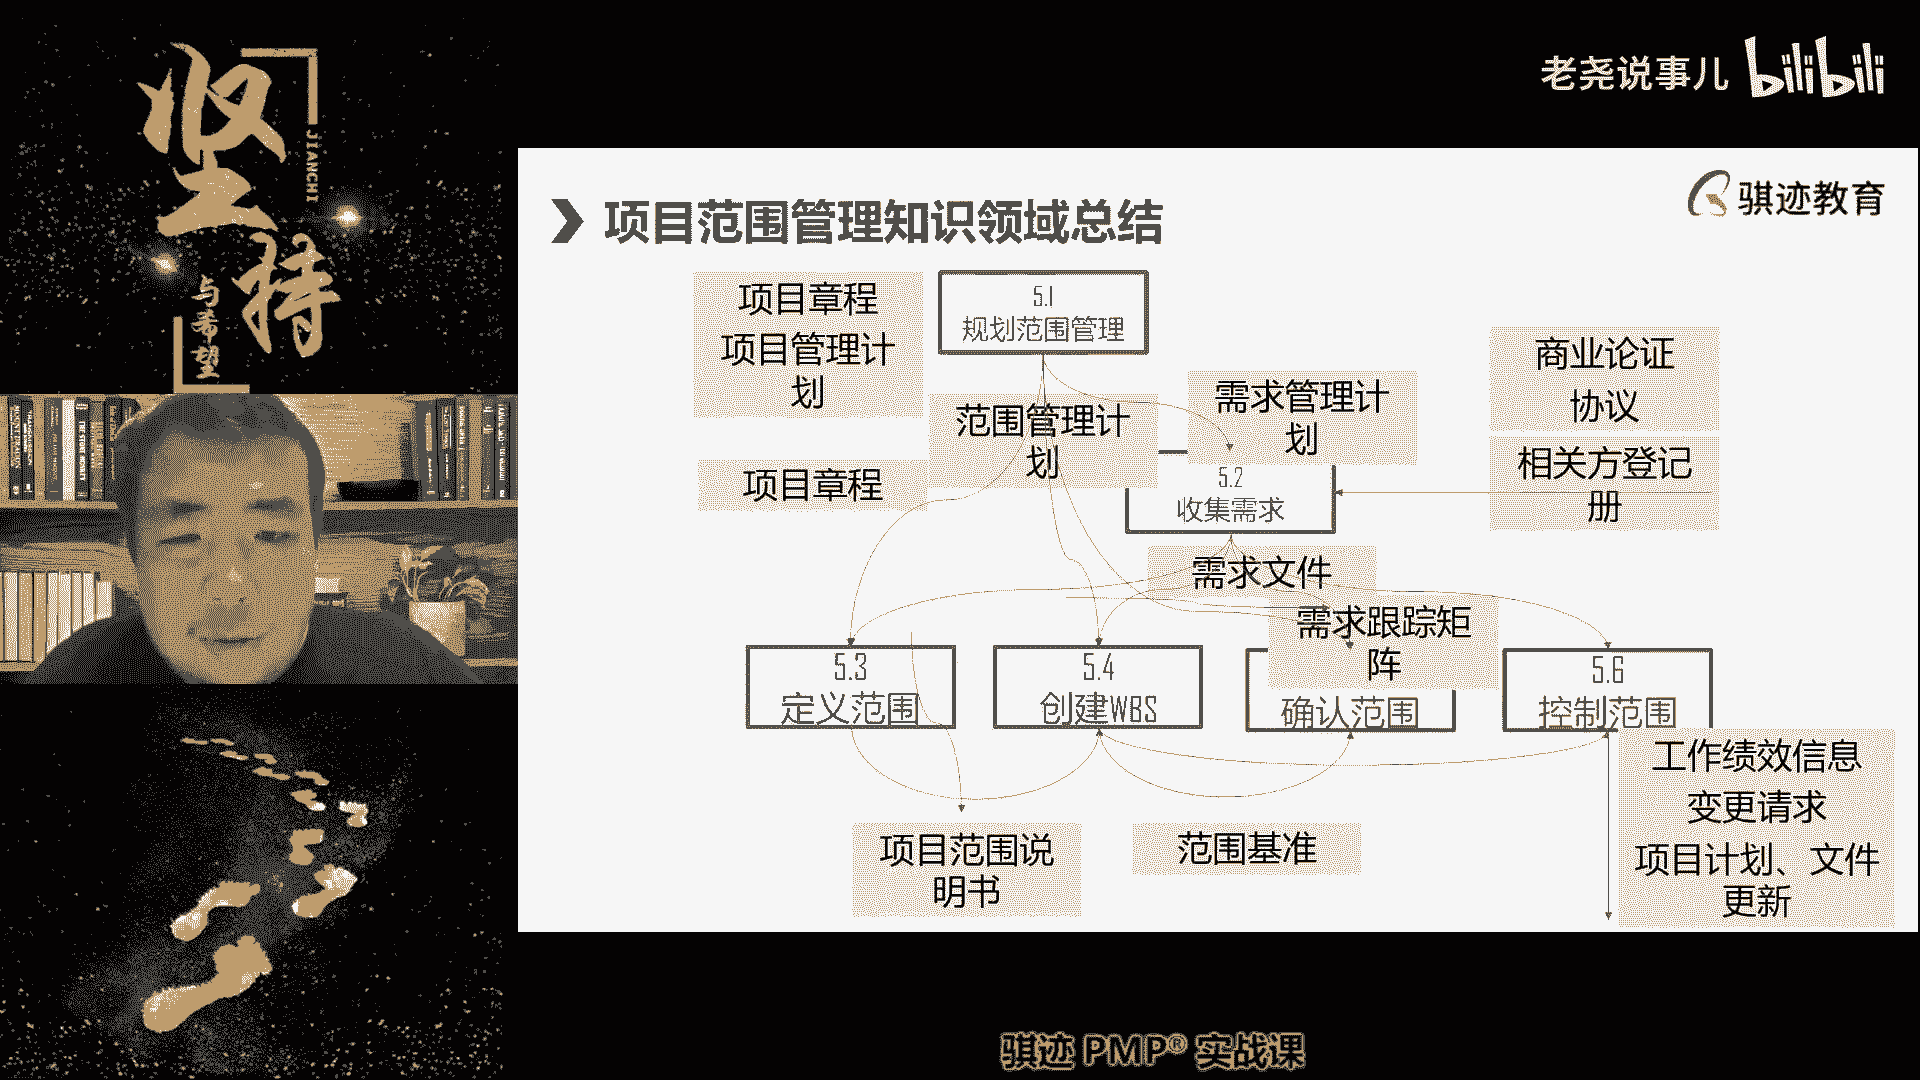 坚持
JIANCHI
与希望
老尧说事儿 bilibili
骐迹教育
项目范围管理知识领域总结
项目章程
项目管理计
划
5.1
规划范围管理
商业论证
协议
需求管理计
划
范围管理计
划
相关方登记
册
项目章程
5.2
收集需求
需求文件
需求跟踪矩
阵
5.3
定义范围
5.4
创建WBS
确认范围
5.6
控制范围
工作绩效信息
变更请求
项目计划、文件
更新
项目范围说
明书
范围基准
骐迹 PMP® 实战课